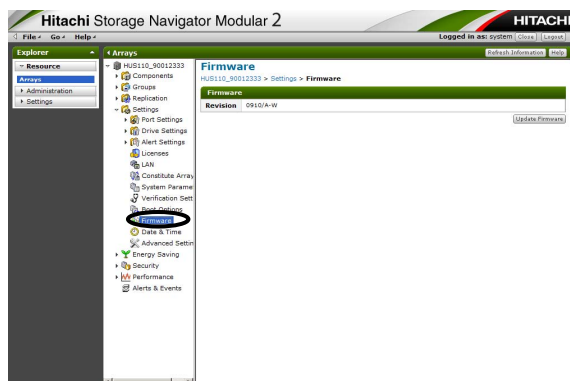 Hitachi Storage Navigator Modular 2
HITACHI
File Go Help
Logged in as: system Close Logout
Explorer
Resource
Arrays
Administration
Settings
Arrays
HUS110_90012333
Components
Groups
Replication
Settings
Port Settings
Drive Settings
Alert Settings
Licenses
LAN
Constitute Array
System Parame
Verification Sett
Boot Options
Firmware
Date & Time
Advanced Settin
Energy Saving
Security
Performance
Alerts & Events
Refresh Information Help
Firmware
HUS110_90012333 > Settings > Firmware
Firmware
Revision 0910/A-W
Update Firmware